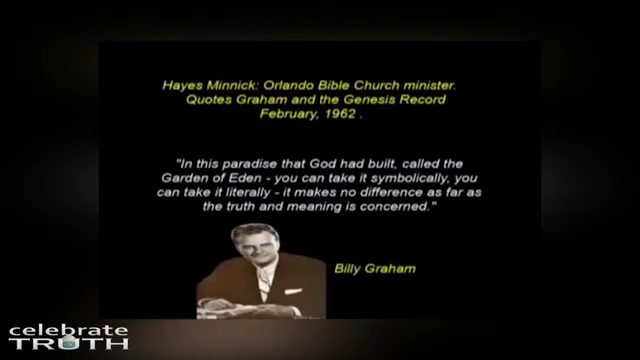 Hayes Minnick: Orlando Bible Church minister.
Quotes Graham and the Genesis Record
February, 1962 .
"In this paradise that God had built, called the
Garden of Eden - you can take it symbolically, you
can take it literally - it makes no difference as far as
the truth and meaning is concerned."
Billy Graham
celebrate
TRUTH